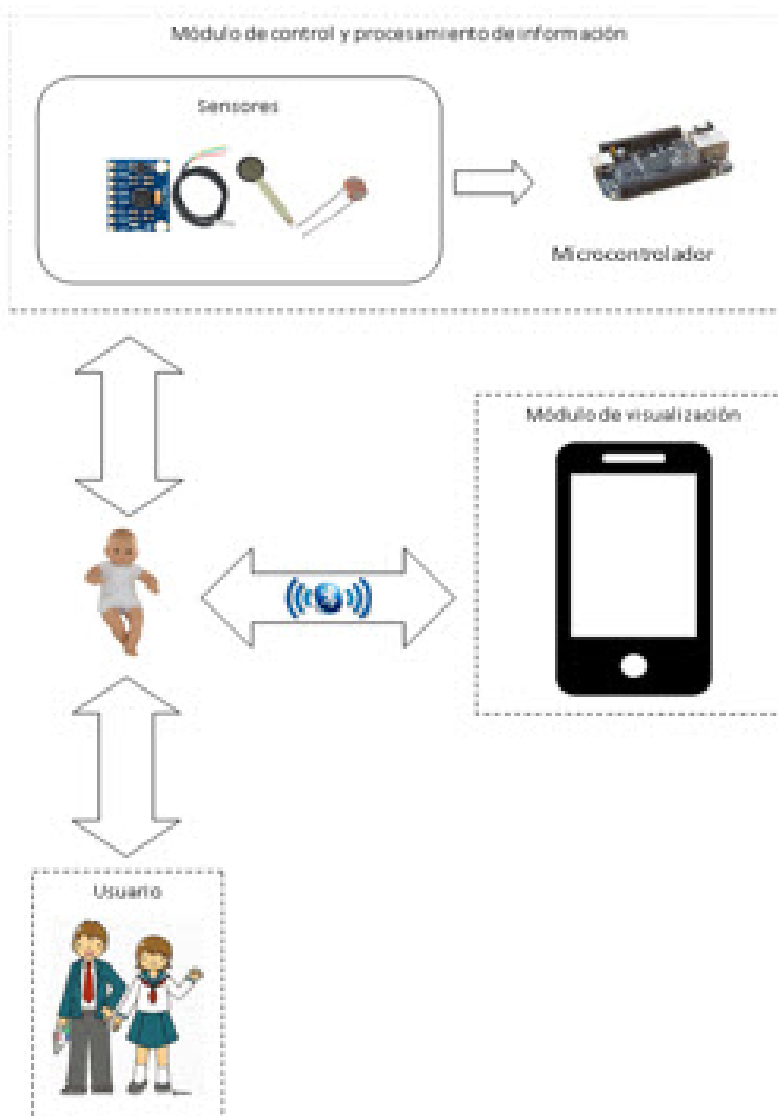 Módulo de control y procesamiento de información
Sensores
Microcontrolador
Módulo de visualización
Usuario